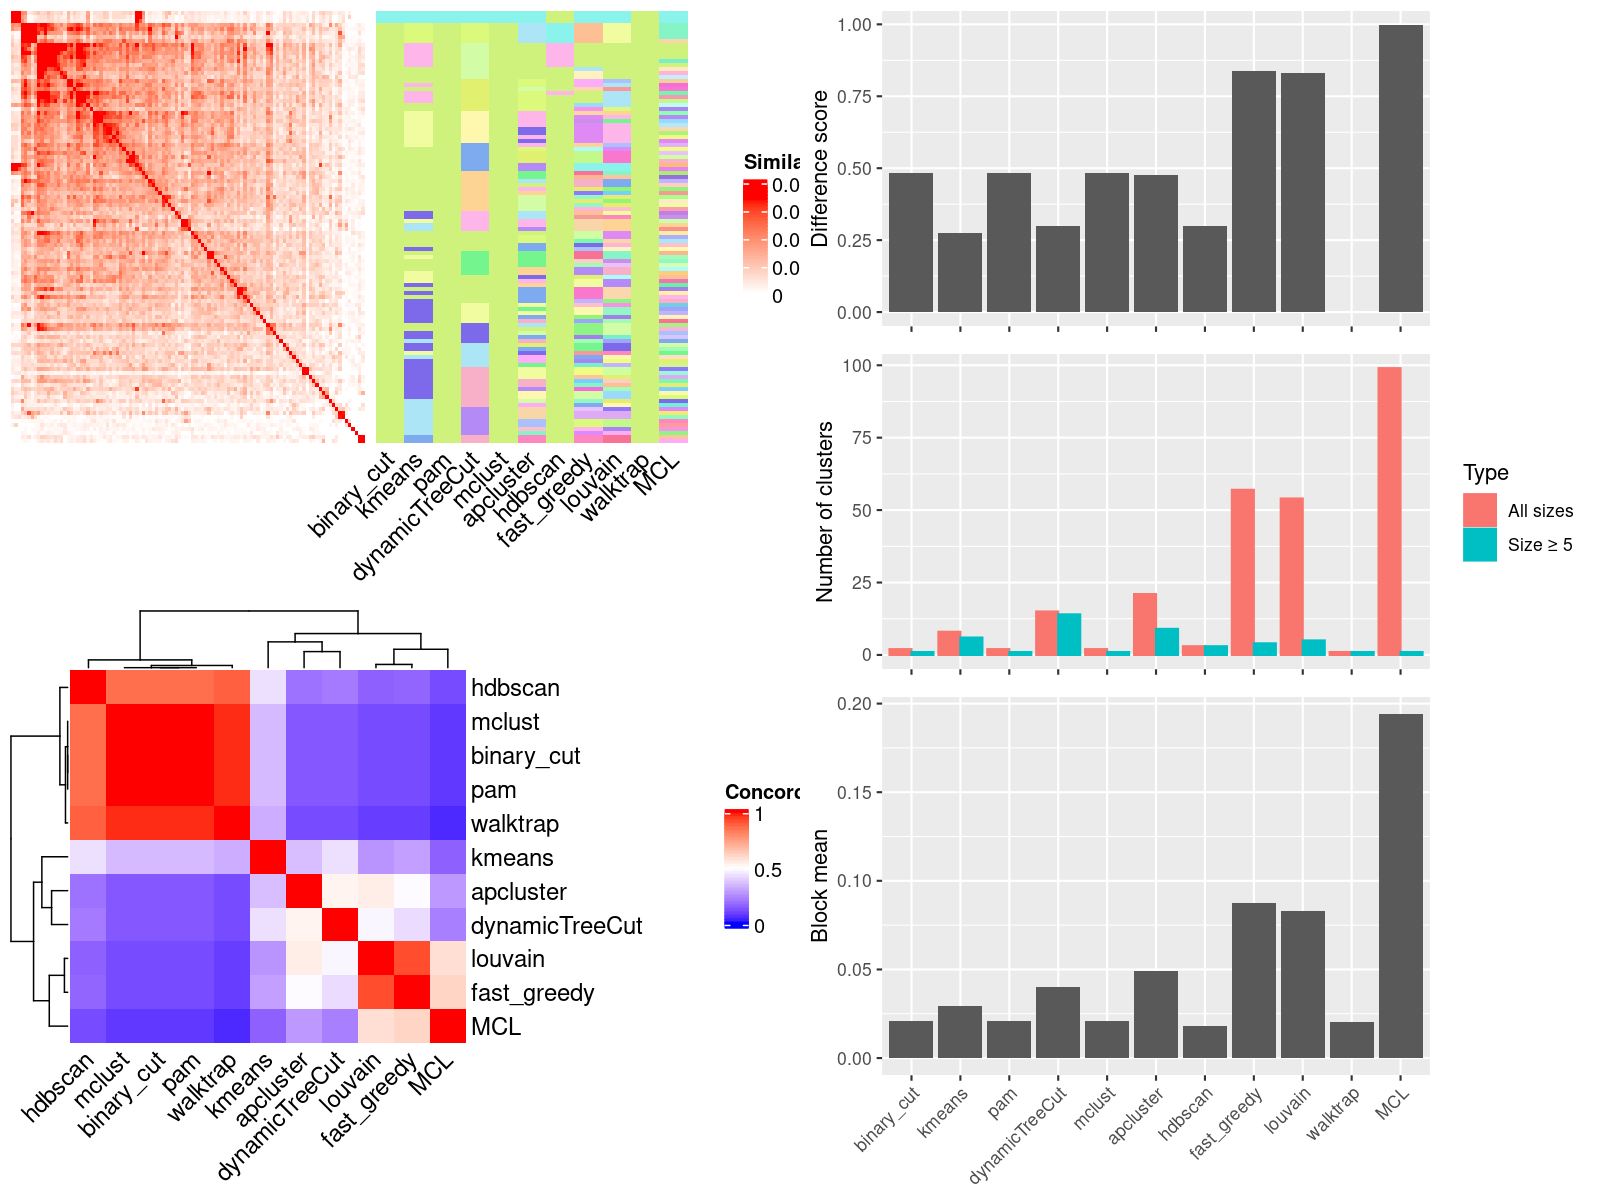 Simila
0.0
0.0
0.0
0.0
0
binary_cut
kmeans
pam
dynamicTreeCut
mclust
apcluster
hdbscan
fast_greedy
louvain
walktrap
MCL
hdbscan
mclust
binary_cut
pam
walktrap
kmeans
apcluster
dynamicTreeCut
louvain
fast_greedy
MCL
hdbscan
mclust
binary_cut
pam
walktrap
kmeans
apcluster
dynamicTreeCut
louvain
fast_greedy
MCL
Concord
1
0.5
0
Difference score
1.00
0.75
0.50
0.25
0.00
Number of clusters
100
75
50
25
0
Type
All sizes
Size ≥ 5
Block mean
0.20
0.15
0.10
0.05
0.00
binary_cut
kmeans
pam
dynamicTreeCut
mclust
apcluster
hdbscan
fast_greedy
louvain
walktrap
MCL